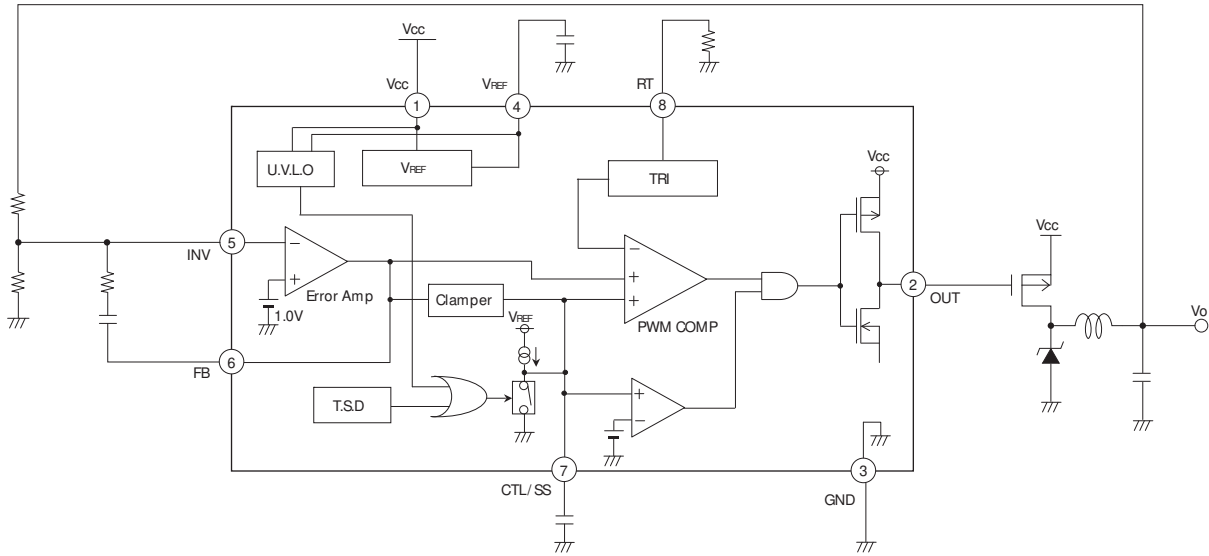 Vcc
Vcc
VREF
RT
1
4
8
U.V.L.O
VREF
TRI
Vcc
Vcc
5
INV
Error Amp
1.0V
Clamper
PWM COMP
2
OUT
Vo
VREF
6
FB
T.S.D
7
CTL/SS
3
GND